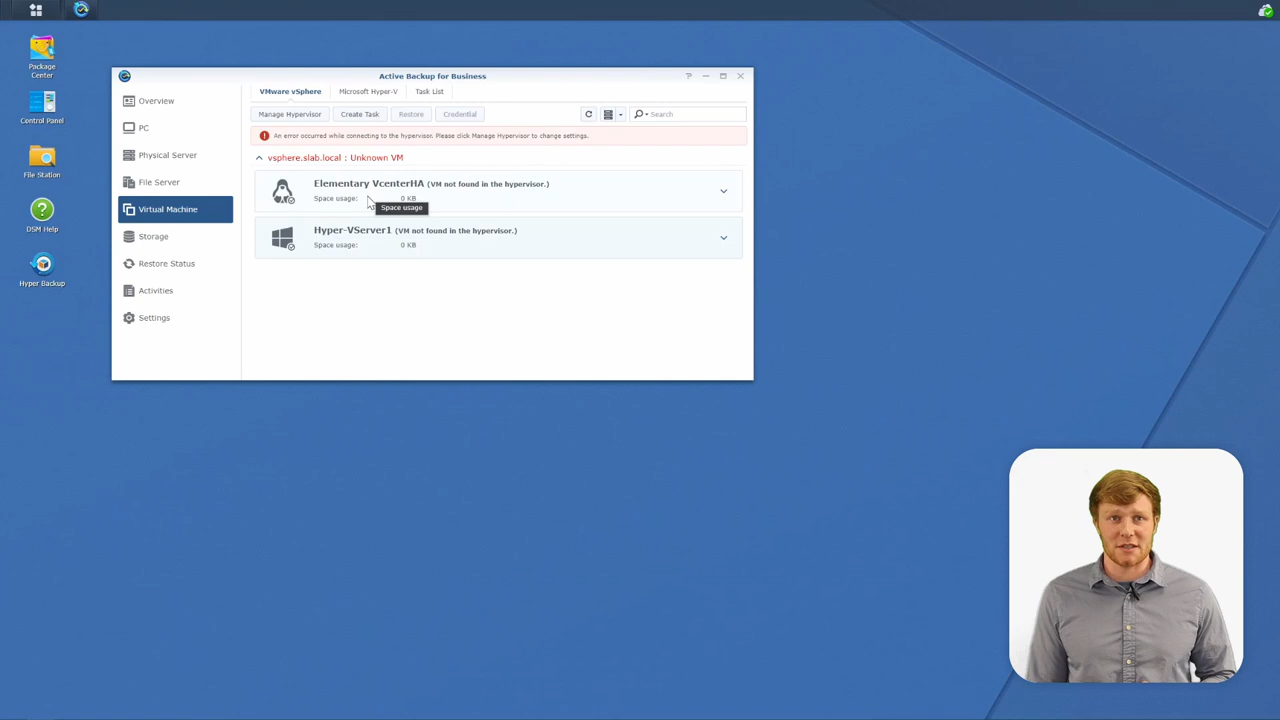 Package
Center
Control Panel
File Station
DSM Help
Hyper Backup
Active Backup for Business
?
Overview
PC
Physical Server
File Server
Virtual Machine
Storage
Restore Status
Activities
Settings
VMware vSphere
Microsoft Hyper-V
Task List
Manage Hypervisor
Create Task
Restore
Credential
Search
An error occurred while connecting to the hypervisor. Please click Manage Hypervisor to change settings.
vsphere.slab.local : Unknown VM
Elementary VcenterHA (VM not found in the hypervisor.)
Space usage: 0 KB
Space usage
Hyper-VServer1 (VM not found in the hypervisor.)
Space usage: 0 KB